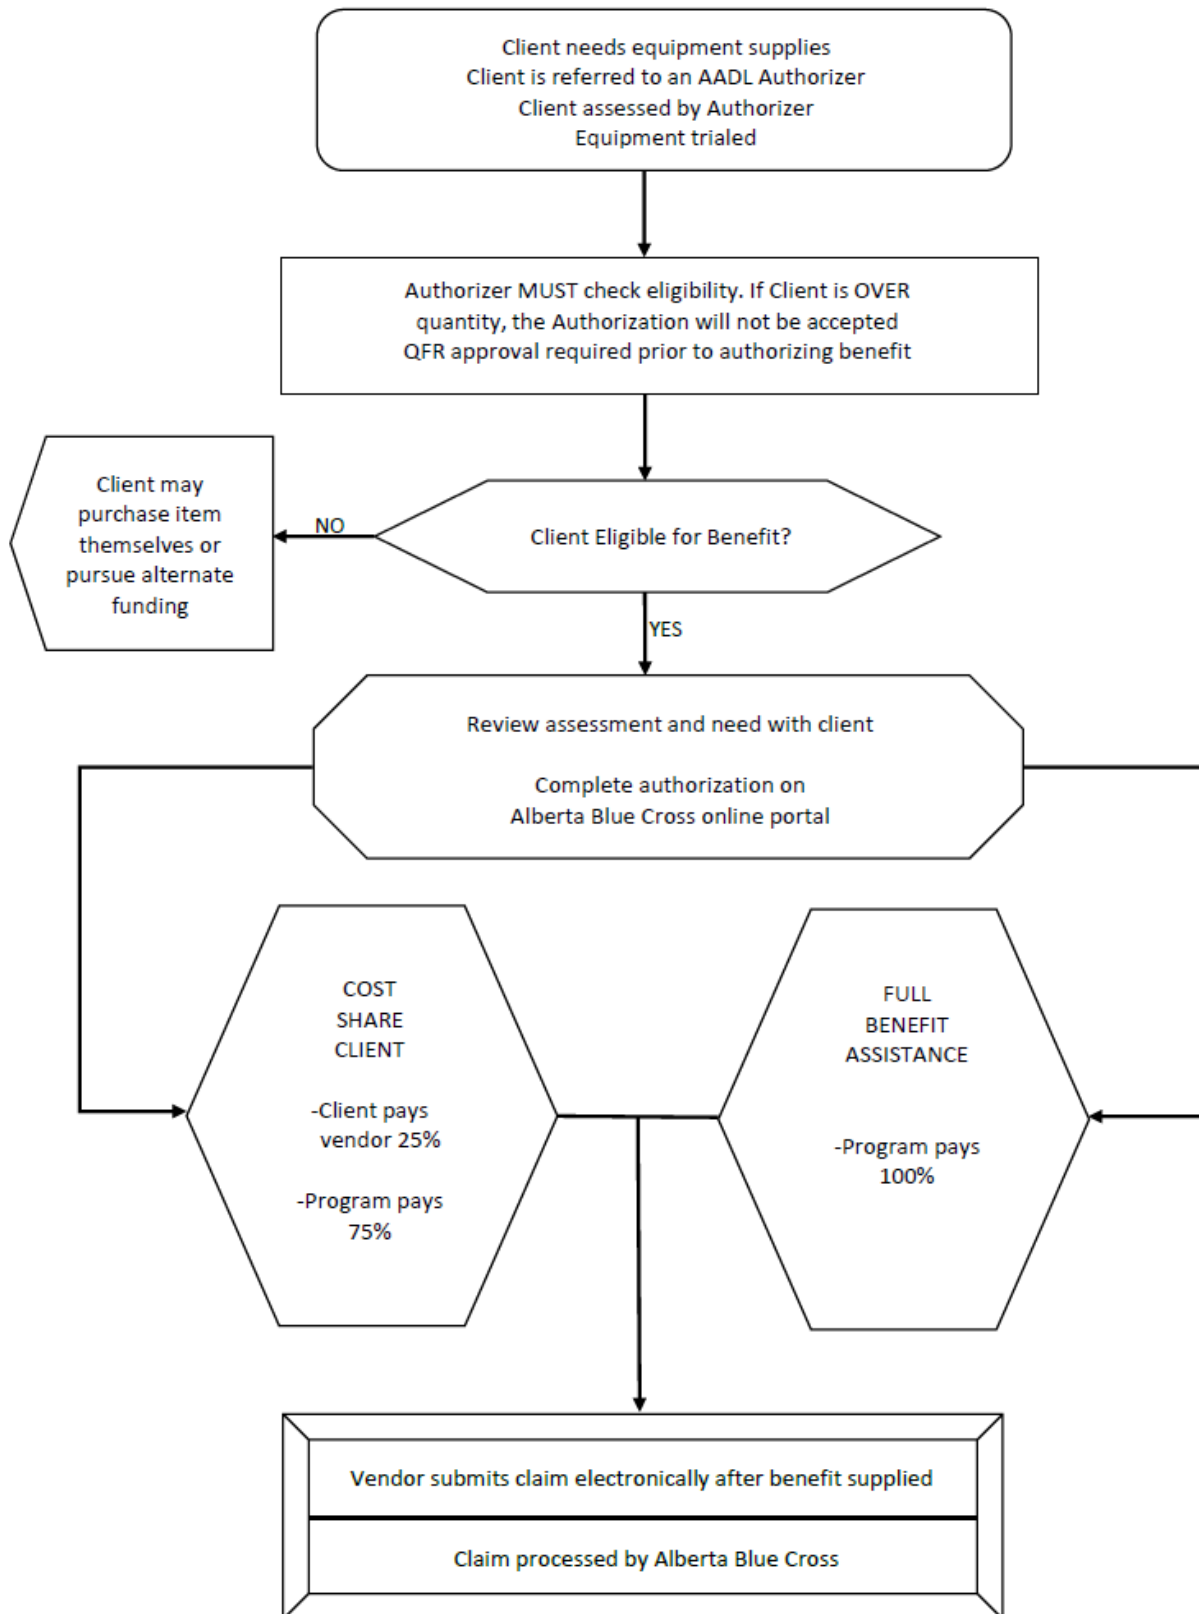 Client needs equipment supplies
Client is referred to an AADL Authorizer
Client assessed by Authorizer
Equipment trialed
Authorizer MUST check eligibility. If Client is OVER
quantity, the Authorization will not be accepted
QFR approval required prior to authorizing benefit
Client may
purchase item
themselves or
pursue alternate
funding
NO
Client Eligible for Benefit?
YES
Review assessment and need with client
Complete authorization on
Alberta Blue Cross online portal
COST
SHARE
CLIENT
-Client pays
vendor 25%
-Program pays
75%
FULL
BENEFIT
ASSISTANCE
-Program pays
100%
Vendor submits claim electronically after benefit supplied
Claim processed by Alberta Blue Cross